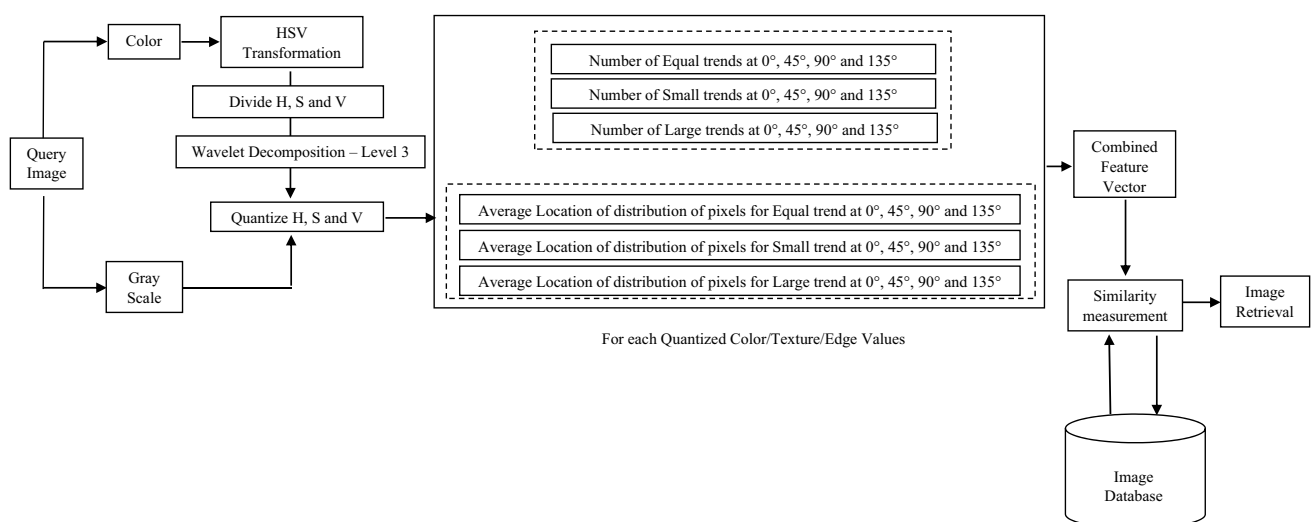 Query
Image
Color
HSV
Transformation
Divide H, S and V
Wavelet Decomposition – Level 3
Quantize H, S and V
Gray
Scale
Number of Equal trends at 0°, 45°, 90° and 135°
Number of Small trends at 0°, 45°, 90° and 135°
Number of Large trends at 0°, 45°, 90° and 135°
Average Location of distribution of pixels for Equal trend at 0°, 45°, 90° and 135°
Average Location of distribution of pixels for Small trend at 0°, 45°, 90° and 135°
Average Location of distribution of pixels for Large trend at 0°, 45°, 90° and 135°
For each Quantized Color/Texture/Edge Values
Combined
Feature
Vector
Similarity
measurement
Image
Retrieval
Image
Database